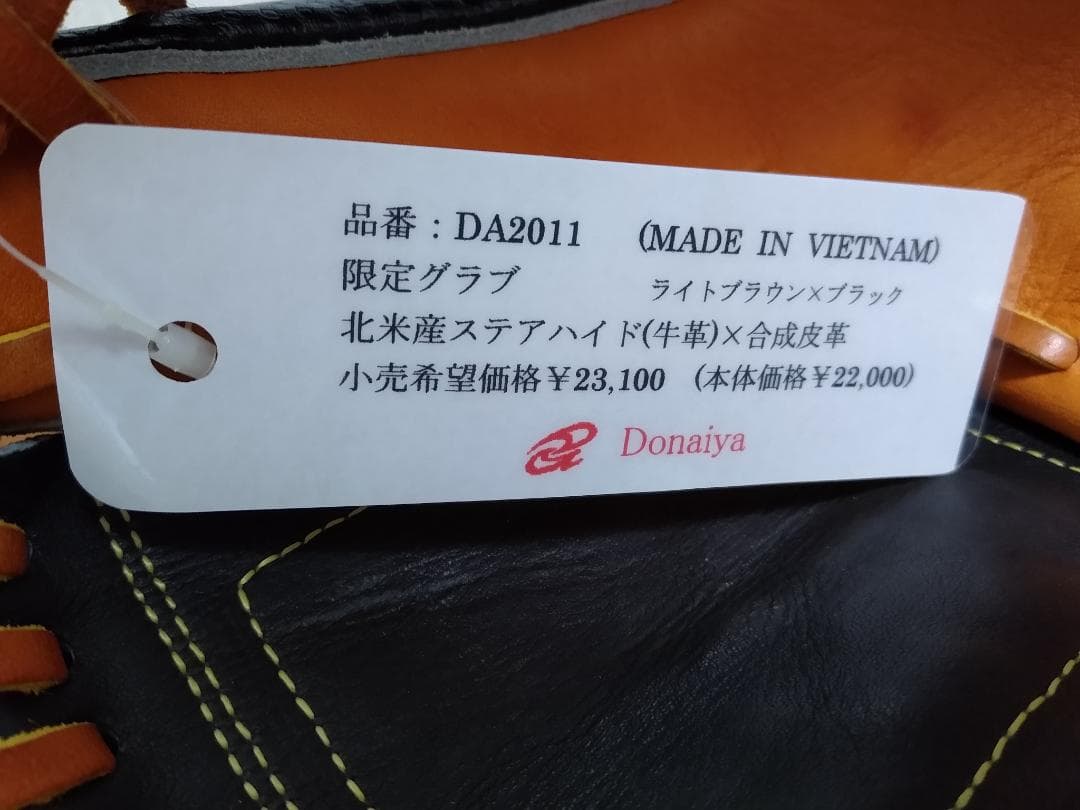 品番：DA2011 (MADE IN VIETNAM)
限定グラブ ライトブラウン×ブラック
北米産ステアハイド(牛革)×合成皮革
小売希望価格￥23,100 (本体価格￥22,000)
Donaiya